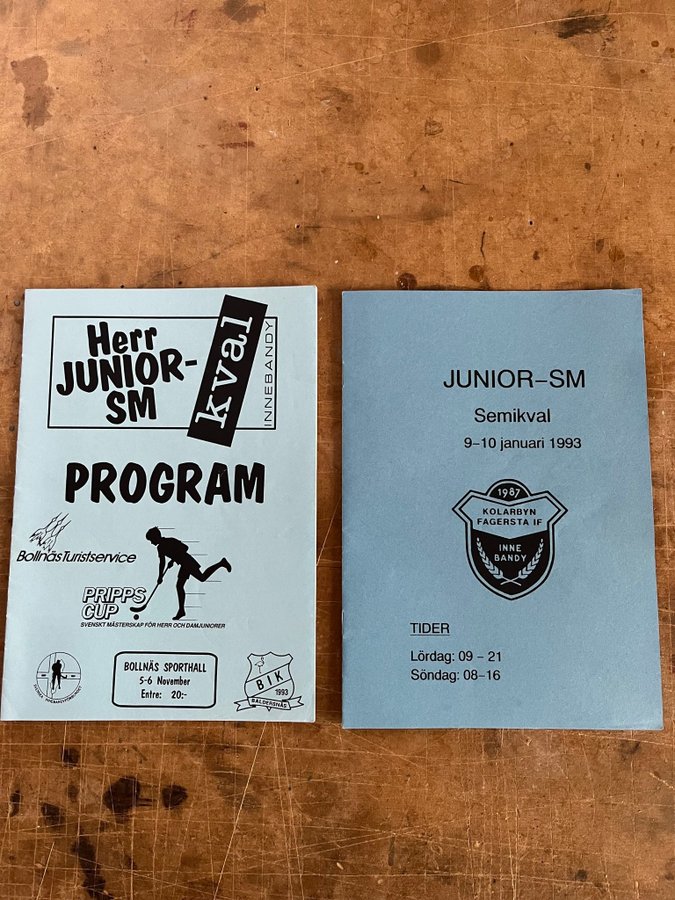 Herr
JUNIOR-
SM
kval
INNEBANDY
PROGRAM
BollnäsTuristservice
PRIPPS
CUP
SVENSKT MÄSTERSKAP FÖR HERR OCH DAMJUNIORER
BOLLNÄS SPORTHALL
5-6 November
Entre: 20:-
BIK
1993
BALDERSNÄS
JUNIOR-SM
Semikval
9-10 januari 1993
1987
KOLARBYN
FAGERSTA IF
INNE
BANDY
TIDER
Lördag: 09 - 21
Söndag: 08-16